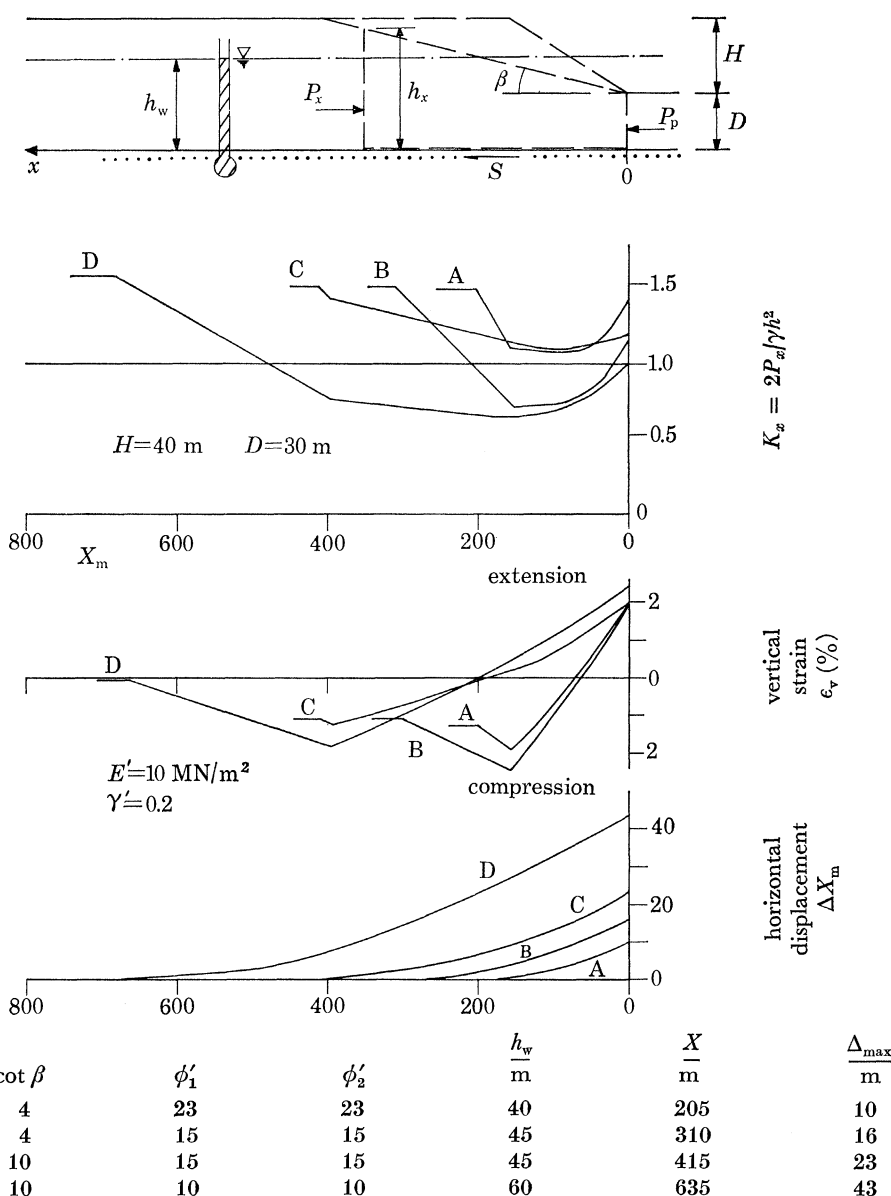 H
β
P_x
h_x
h_w
P_p
D
x
S
0
D
C
B
A
1.5
1.0
0.5
0
K_x = 2P_x/γh²
H=40 m D=30 m
800 600 400 200 0
X_m
extension
2
0
2
D
C
A
B
vertical
strain
ϵ_v (%)
E′=10 MN/m²
γ′=0.2
compression
40
20
0
D
C
B
A
horizontal
displacement
ΔX_m
800 600 400 200 0
cot β ϕ′₁ ϕ′₂ h_w/m X/m Δ_max/m
4 23 23 40 205 10
4 15 15 45 310 16
10 15 15 45 415 23
10 10 10 60 635 43